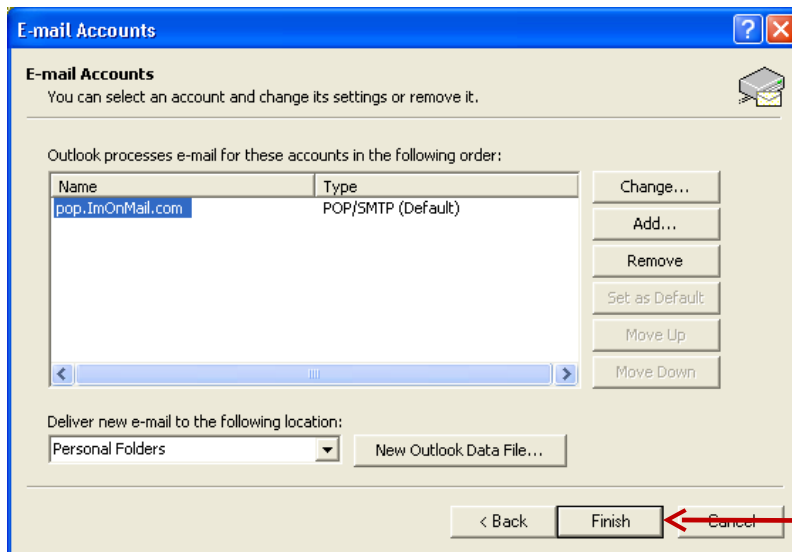 E-mail Accounts
E-mail Accounts
You can select an account and change its settings or remove it.
Outlook processes e-mail for these accounts in the following order:
Name Type
pop.ImOnMail.com POP/SMTP (Default)
Change...
Add...
Remove
Set as Default
Move Up
Move Down
Deliver new e-mail to the following location:
Personal Folders New Outlook Data File...
< Back Finish Cancel